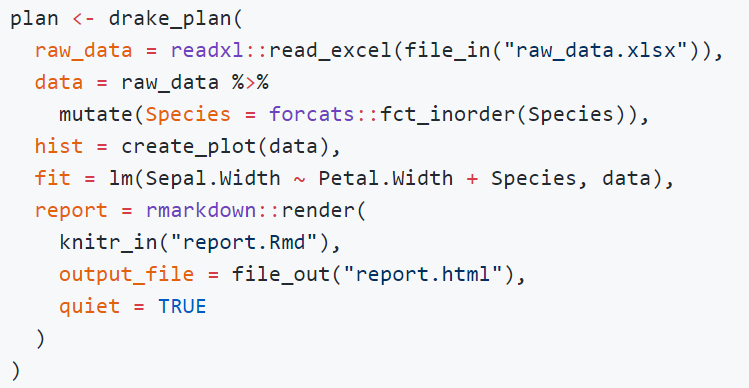 plan <- drake_plan(
  raw_data = readxl::read_excel(file_in("raw_data.xlsx")),
  data = raw_data %>%
    mutate(Species = forcats::fct_inorder(Species)),
  hist = create_plot(data),
  fit = lm(Sepal.Width ~ Petal.Width + Species, data),
  report = rmarkdown::render(
    knitr_in("report.Rmd"),
    output_file = file_out("report.html"),
    quiet = TRUE
  )
)